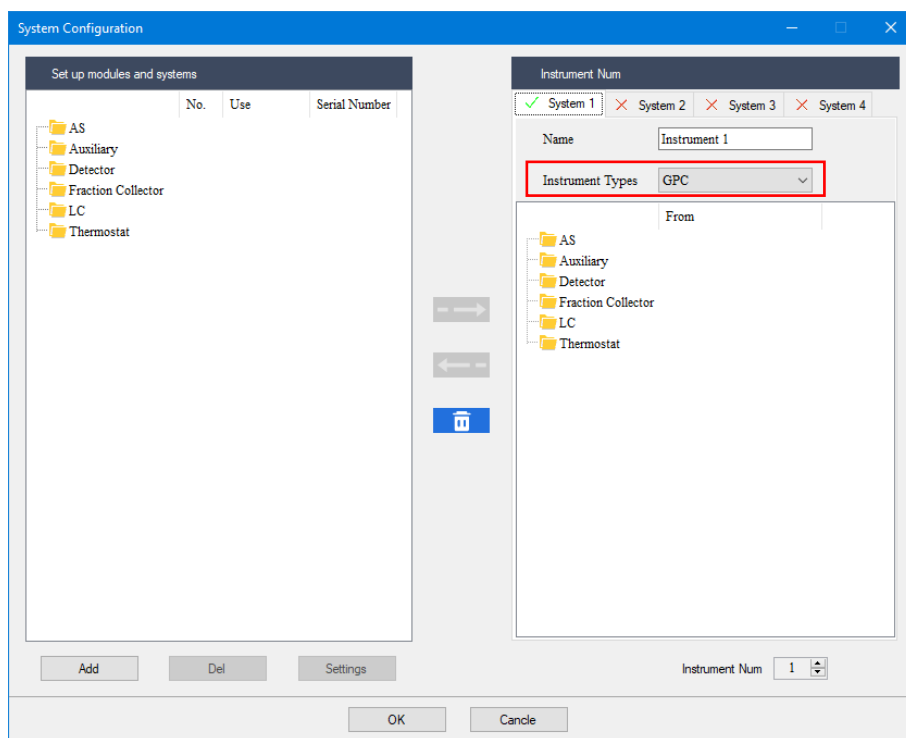 System Configuration
Set up modules and systems
No. Use Serial Number
AS
Auxiliary
Detector
Fraction Collector
LC
Thermostat
Add Del Settings
Instrument Num
System 1 System 2 System 3 System 4
Name Instrument 1
Instrument Types GPC
From
AS
Auxiliary
Detector
Fraction Collector
LC
Thermostat
Instrument Num 1
OK Cancle